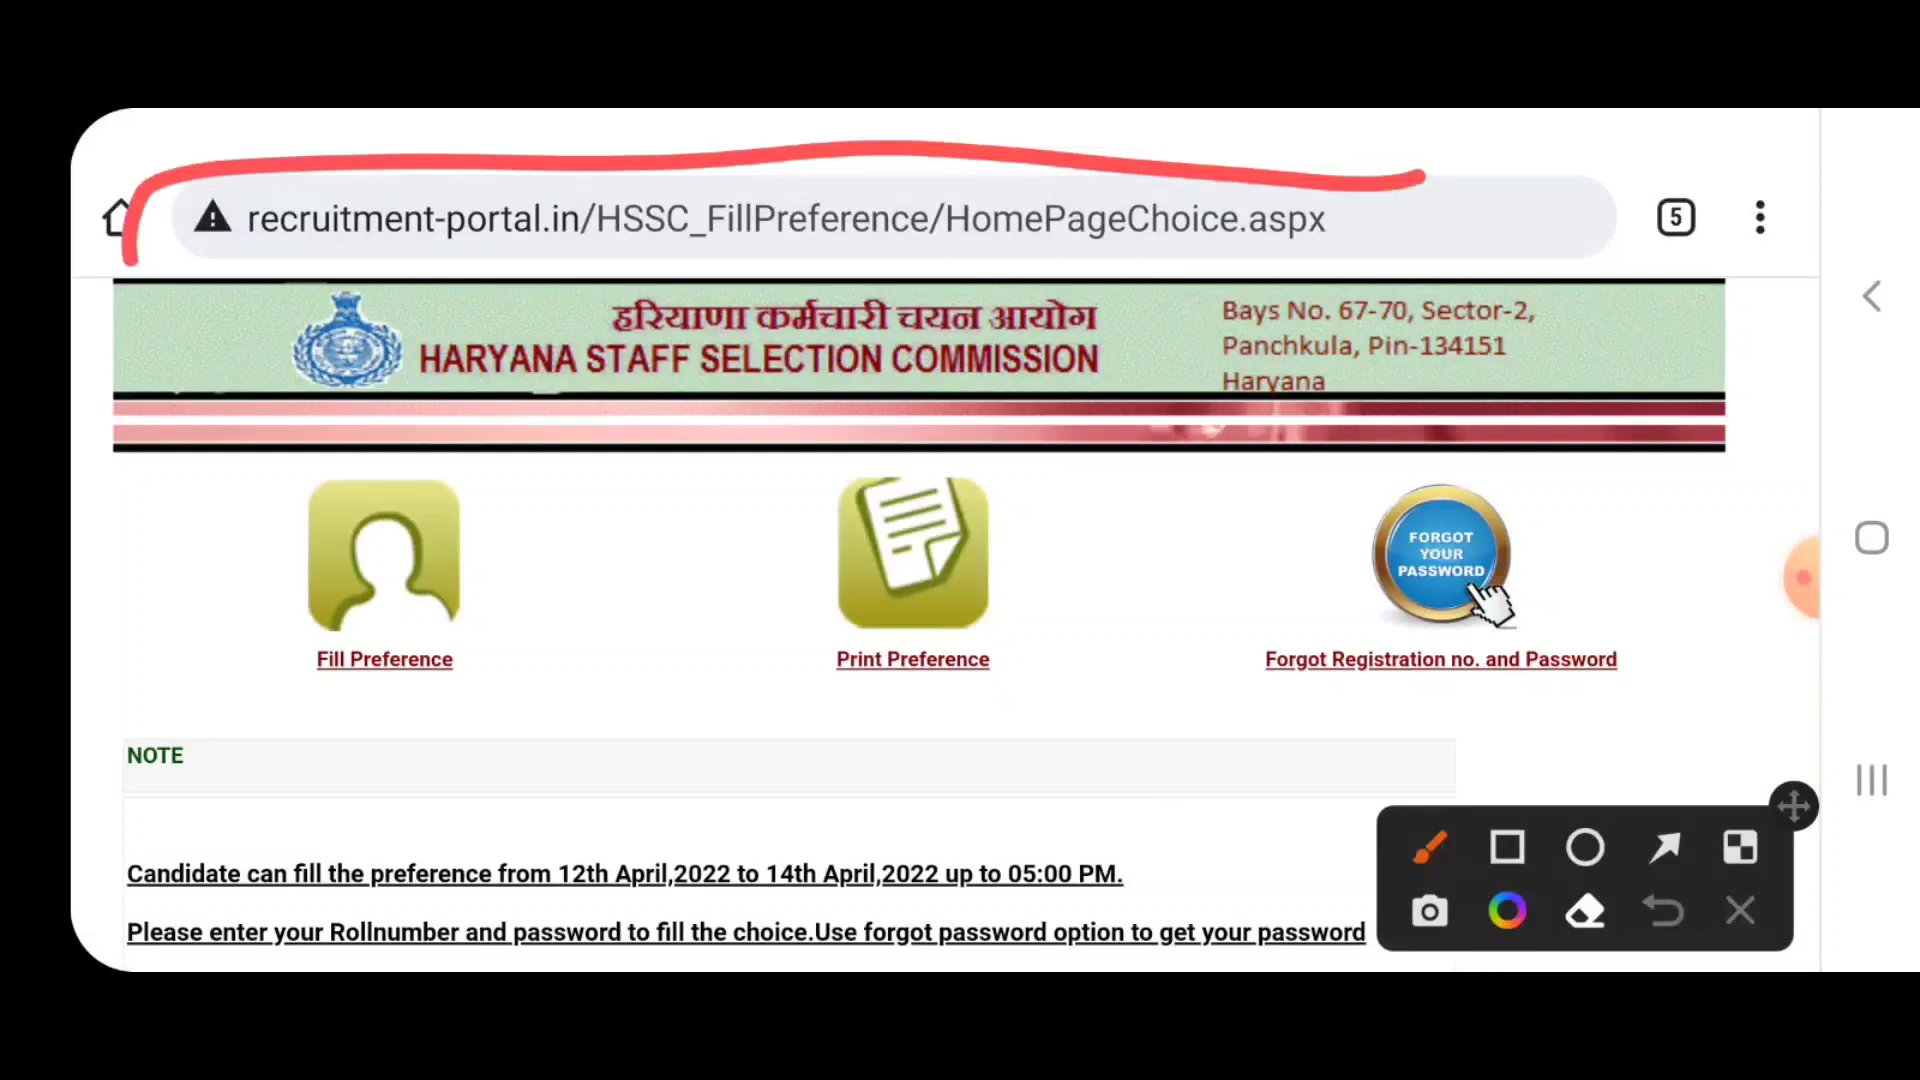 recruitment-portal.in/HSSC_FillPreference/HomePageChoice.aspx
5
हरियाणा कर्मचारी चयन आयोग
HARYANA STAFF SELECTION COMMISSION
Bays No. 67-70, Sector-2,
Panchkula, Pin-134151
Haryana
FORGOT
YOUR
PASSWORD
Fill Preference
Print Preference
Forgot Registration no. and Password
NOTE
Candidate can fill the preference from 12th April,2022 to 14th April,2022 up to 05:00 PM.
Please enter your Rollnumber and password to fill the choice.Use forgot password option to get your password